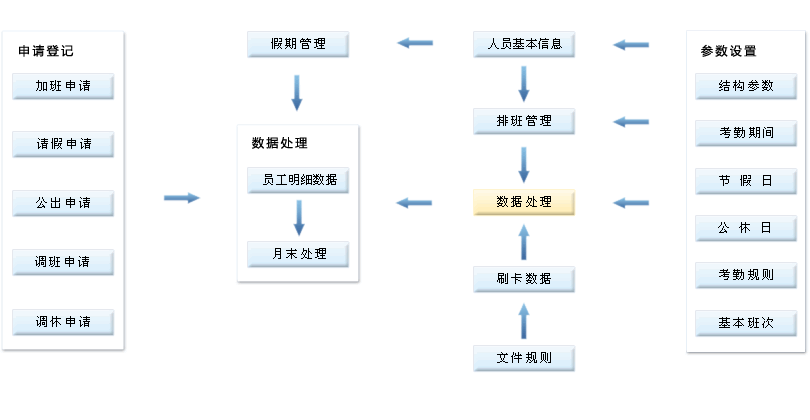 申请登记
加班申请
请假申请
公出申请
调班申请
调休申请
假期管理
数据处理
员工明细数据
月末处理
人员基本信息
排班管理
数据处理
刷卡数据
文件规则
参数设置
结构参数
考勤期间
节 假 日
公 休 日
考勤规则
基本班次